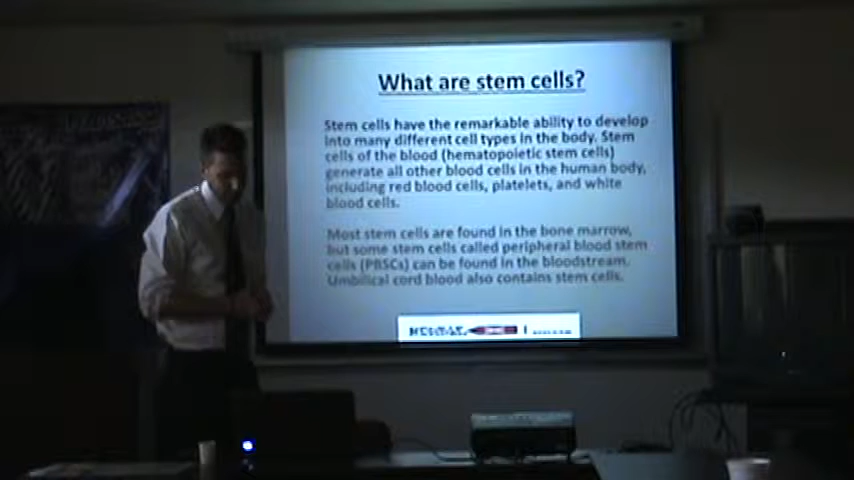 What are stem cells?
Stem cells have the remarkable ability to develop
into many different cell types in the body. Stem
cells of the blood (hematopoietic stem cells)
generate all other blood cells in the human body,
including red blood cells, platelets, and white
blood cells.
Most stem cells are found in the bone marrow,
but some stem cells called peripheral blood stem
cells (PBSCs) can be found in the bloodstream.
Umbilical cord blood also contains stem cells.